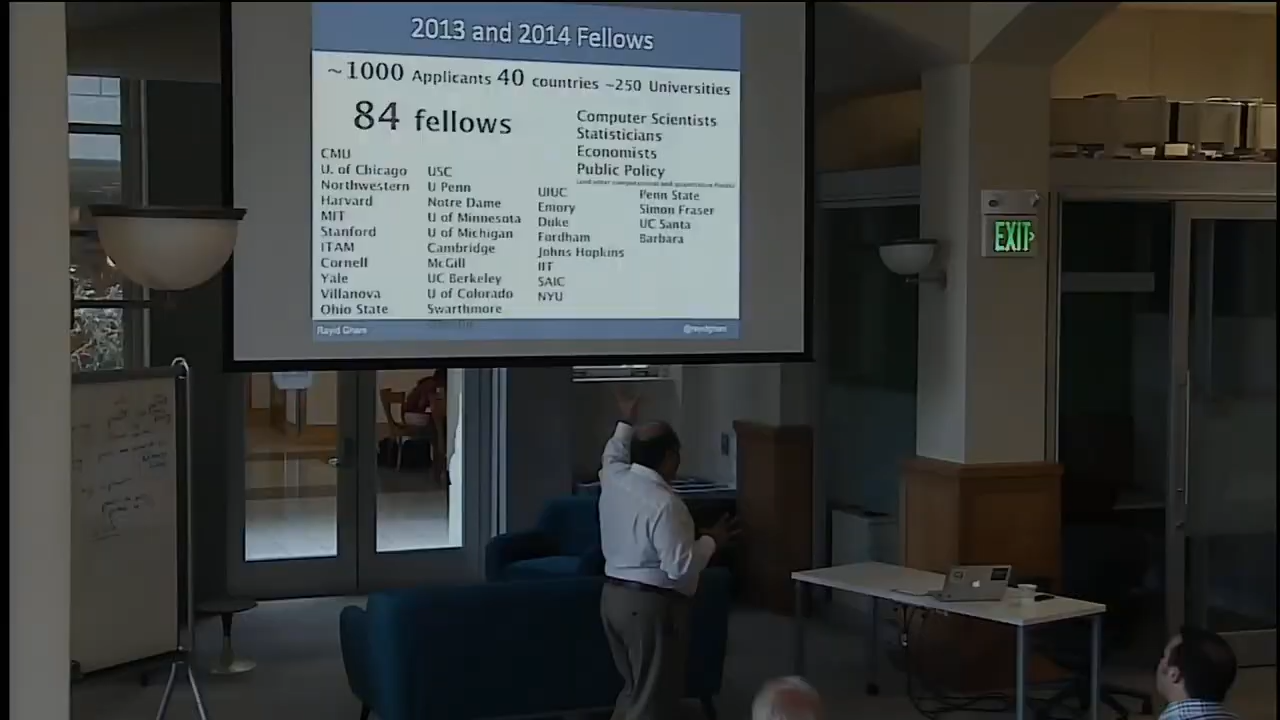 2013 and 2014 Fellows
~1000 Applicants 40 countries ~250 Universities
84 fellows
Computer Scientists
Statisticians
Economists
Public Policy
CMU
U. of Chicago
Northwestern
Harvard
MIT
Stanford
ITAM
Cornell
Yale
Villanova
Ohio State
USC
U Penn
Notre Dame
U of Minnesota
U of Michigan
Cambridge
McGill
UC Berkeley
U of Colorado
Swarthmore
UIUC
Emory
Duke
Fordham
Johns Hopkins
IIT
SAIC
NYU
Penn State
Simon Fraser
UC Santa
Barbara
Rayid Ghani
@rayidghani
EXIT